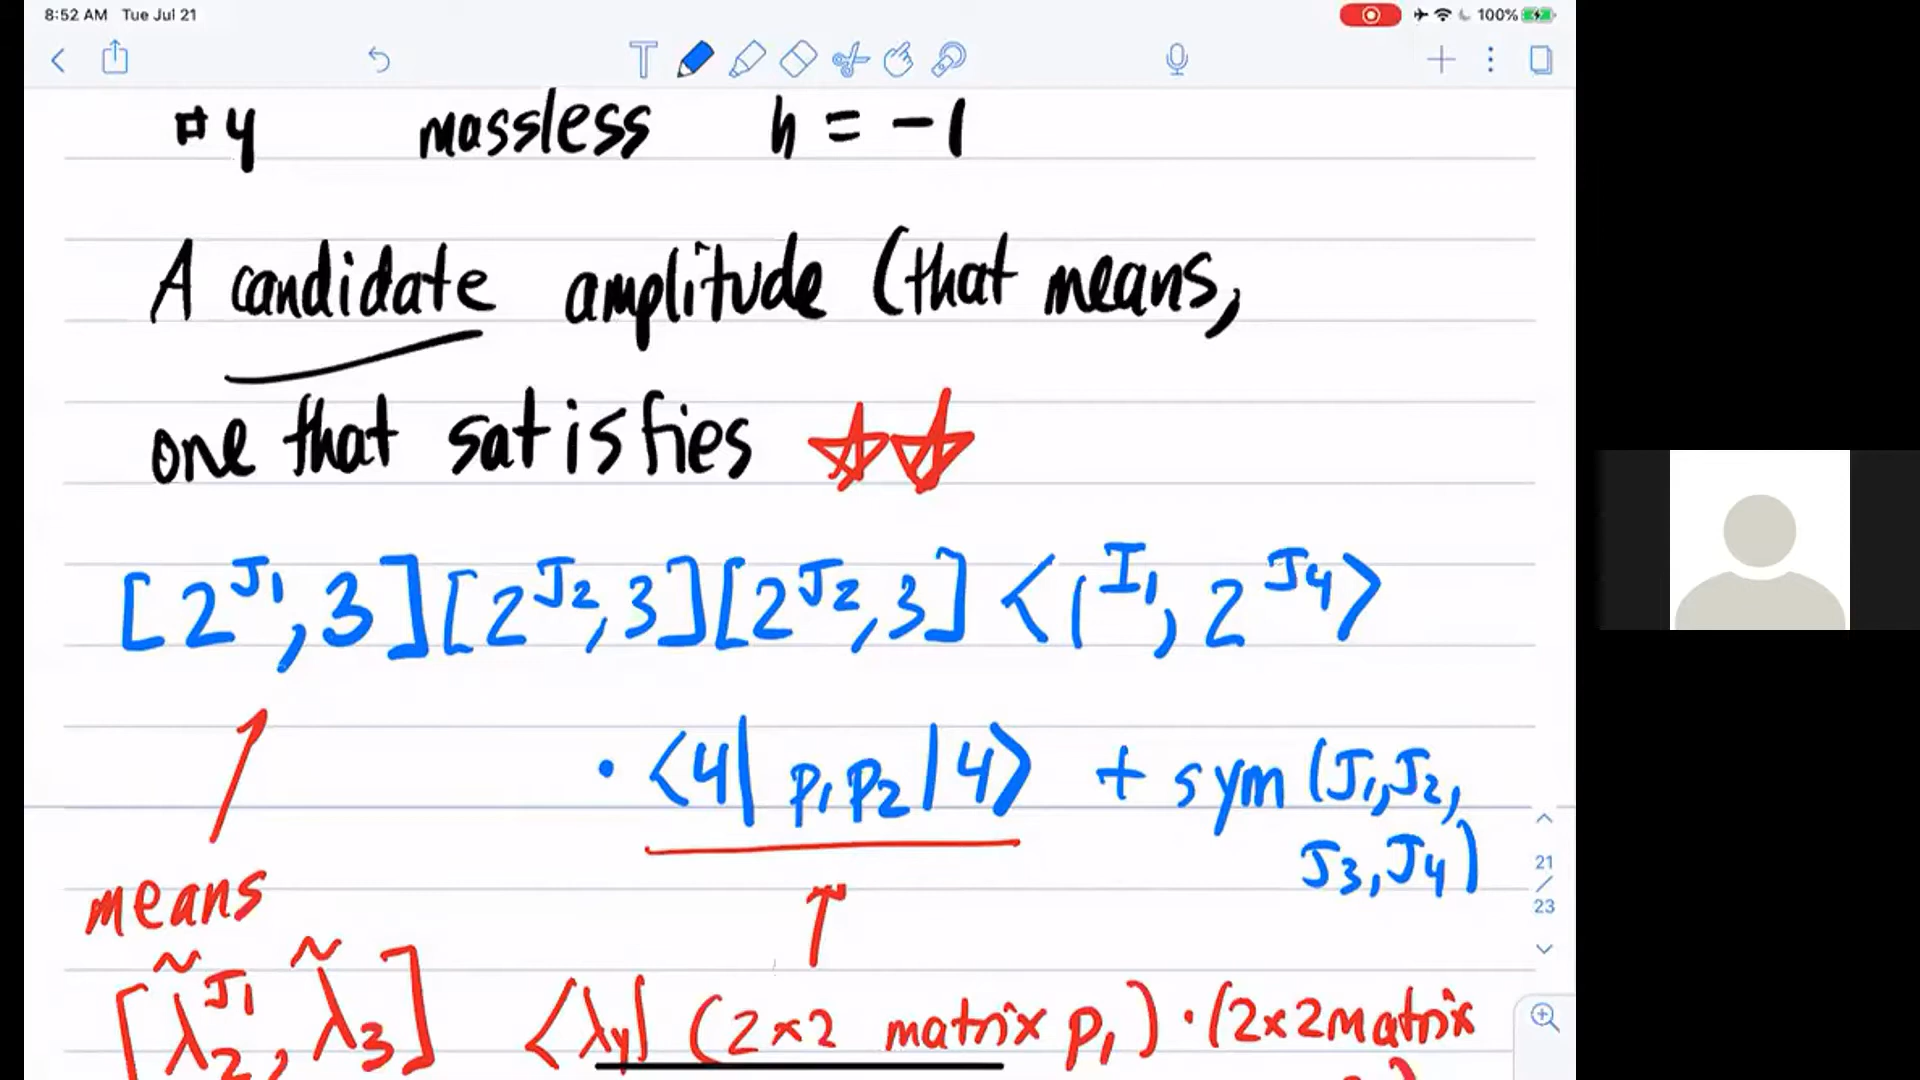 8:52 AM Tue Jul 21 100%
#4 massless h = -1
A candidate amplitude (that means,
one that satisfies ☆☆
[2^J1, 3][2^J2, 3][2^J2, 3]⟨1^I1, 2^J4⟩
· ⟨4| p1 p2 |4⟩ + sym (J1, J2,
J3, J4)
21
/
23
means
[λ̃2^J1, λ̃3] ⟨λ4| (2×2 matrix p1) · (2×2 matrix